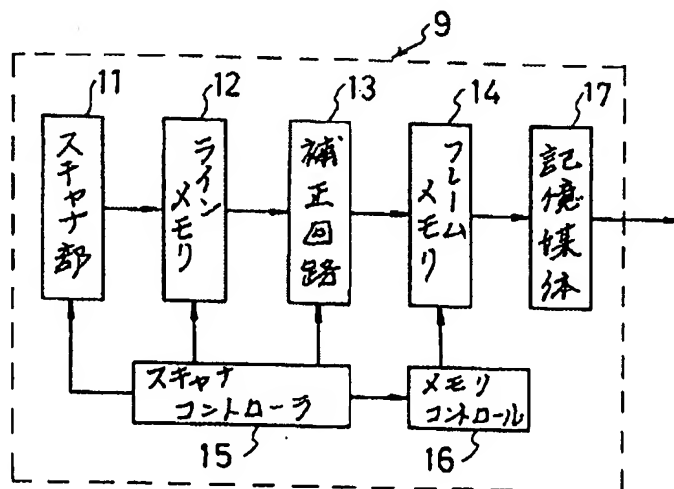 9
11
12
13
14
17
スキャナ部
ライン
メモリ
補正回路
フレーム
メモリ
記憶媒体
スキャナ
コントローラ
メモリ
コントロール
15
16